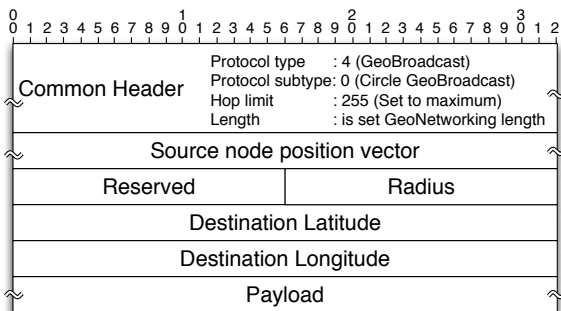 0 1 2 3
0 1 2 3 4 5 6 7 8 9 0 1 2 3 4 5 6 7 8 9 0 1 2 3 4 5 6 7 8 9 0 1 2
Common Header
Protocol type : 4 (GeoBroadcast)
Protocol subtype: 0 (Circle GeoBroadcast)
Hop limit : 255 (Set to maximum)
Length : is set GeoNetworking length
Source node position vector
Reserved Radius
Destination Latitude
Destination Longitude
Payload